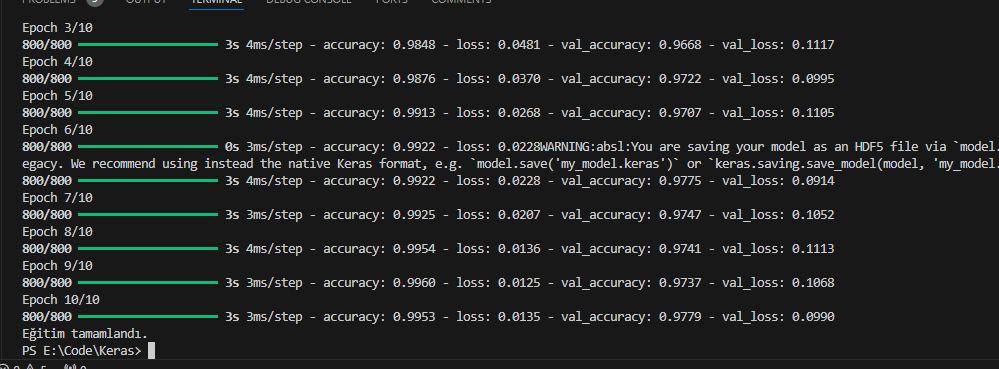 PROBLEMS 5 OUTPUT TERMINAL DEBUG CONSOLE PORTS COMMENTS
Epoch 3/10
800/800 3s 4ms/step - accuracy: 0.9848 - loss: 0.0481 - val_accuracy: 0.9668 - val_loss: 0.1117
Epoch 4/10
800/800 3s 4ms/step - accuracy: 0.9876 - loss: 0.0370 - val_accuracy: 0.9722 - val_loss: 0.0995
Epoch 5/10
800/800 3s 4ms/step - accuracy: 0.9913 - loss: 0.0268 - val_accuracy: 0.9707 - val_loss: 0.1105
Epoch 6/10
800/800 0s 3ms/step - accuracy: 0.9922 - loss: 0.0228WARNING:absl:You are saving your model as an HDF5 file via `model.
egacy. We recommend using instead the native Keras format, e.g. `model.save('my_model.keras')` or `keras.saving.save_model(model, 'my_model.
800/800 3s 4ms/step - accuracy: 0.9922 - loss: 0.0228 - val_accuracy: 0.9775 - val_loss: 0.0914
Epoch 7/10
800/800 3s 3ms/step - accuracy: 0.9925 - loss: 0.0207 - val_accuracy: 0.9747 - val_loss: 0.1052
Epoch 8/10
800/800 3s 4ms/step - accuracy: 0.9954 - loss: 0.0136 - val_accuracy: 0.9741 - val_loss: 0.1113
Epoch 9/10
800/800 3s 3ms/step - accuracy: 0.9960 - loss: 0.0125 - val_accuracy: 0.9737 - val_loss: 0.1068
Epoch 10/10
800/800 3s 3ms/step - accuracy: 0.9953 - loss: 0.0135 - val_accuracy: 0.9779 - val_loss: 0.0990
Eğitim tamamlandı.
PS E:\Code\Keras>